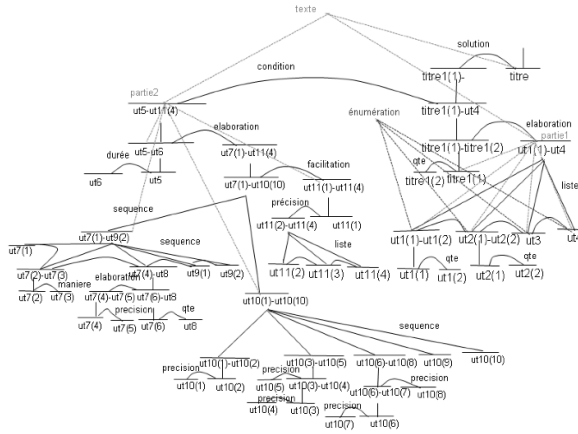 texte
solution
titre1(1)- titre
condition
partie2
ut5-ut11(4) titre1(1)-ut4
énumération
elaboration elaboration
partie1
ut5-ut6 ut7(1)-ut11(4) titre1(1)-titre1(2) ut1(1)-ut4
durée facilitation qte
ut6 ut5 ut7(1)-ut10(10) ut11(1)-ut11(4) titre1(2) titre1(1)
liste
sequence précision
ut11(2)-ut11(4) ut11(1)
ut7(1)-ut9(2) ut1(1)-ut1(2) ut2(1)-ut2(2) ut3 ut4
ut7(1) sequence liste
qte qte
ut7(2)-ut7(3) ut7(4)-ut8 ut9(1) ut9(2) ut11(2) ut11(3) ut11(4) ut1(1) ut1(2) ut2(1) ut2(2)
maniere elaboration
ut7(2) ut7(3) ut7(4)-ut7(5) ut7(6)-ut8 ut10(1)-ut10(10)
precision qte
ut7(4) ut7(5) ut7(6) ut8
sequence
ut10(1)-ut10(2) ut10(3)-ut10(5) ut10(6)-ut10(8) ut10(9) ut10(10)
precision precision precision
ut10(1) ut10(2) ut10(5) ut10(3)-ut10(4) ut10(6)-ut10(7) ut10(8)
precision precision
ut10(4) ut10(3) ut10(7) ut10(6)